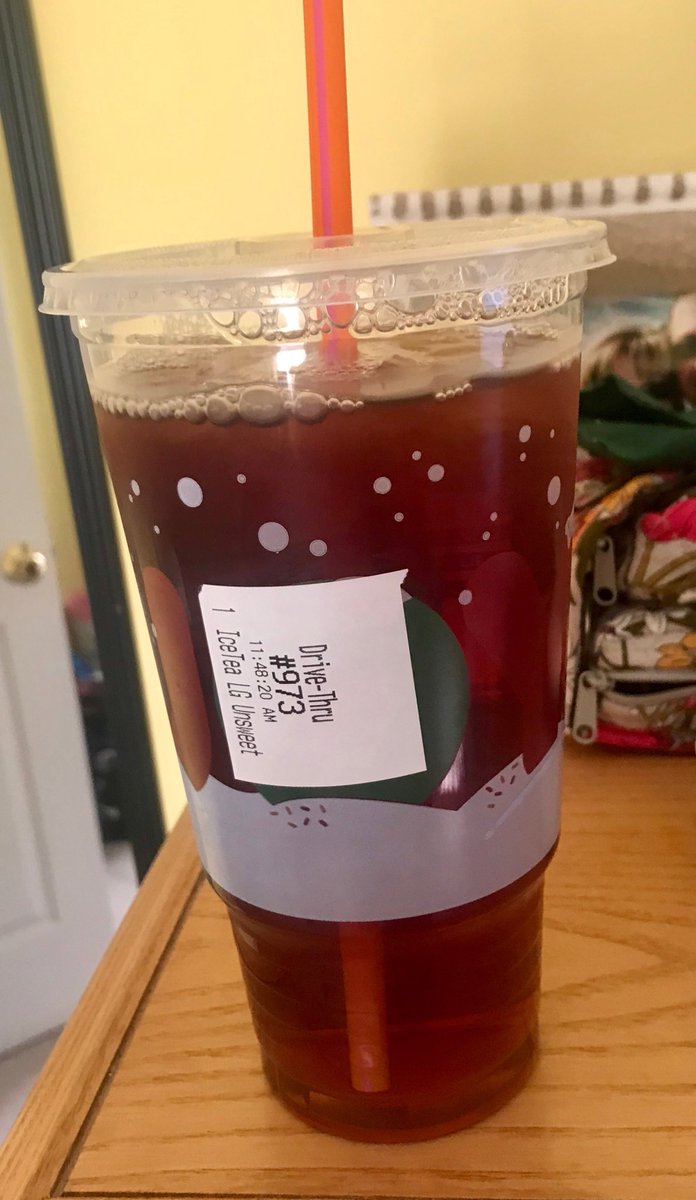 Drive-Thru
#973
11:48:20 AM
1 IceTea LG Unsweet